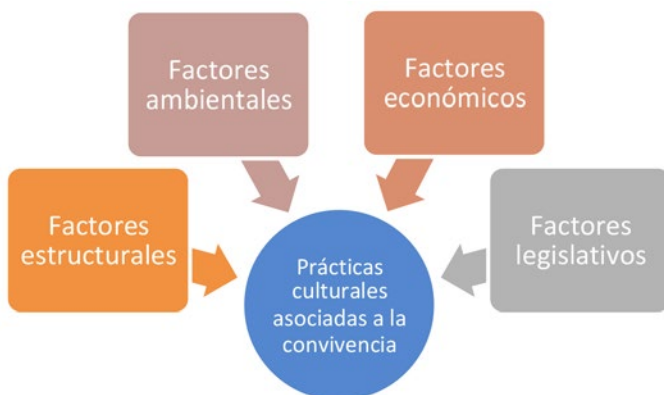 Factores
ambientales
Factores
económicos
Factores
estructurales
Factores
legislativos
Prácticas
culturales
asociadas a la
convivencia